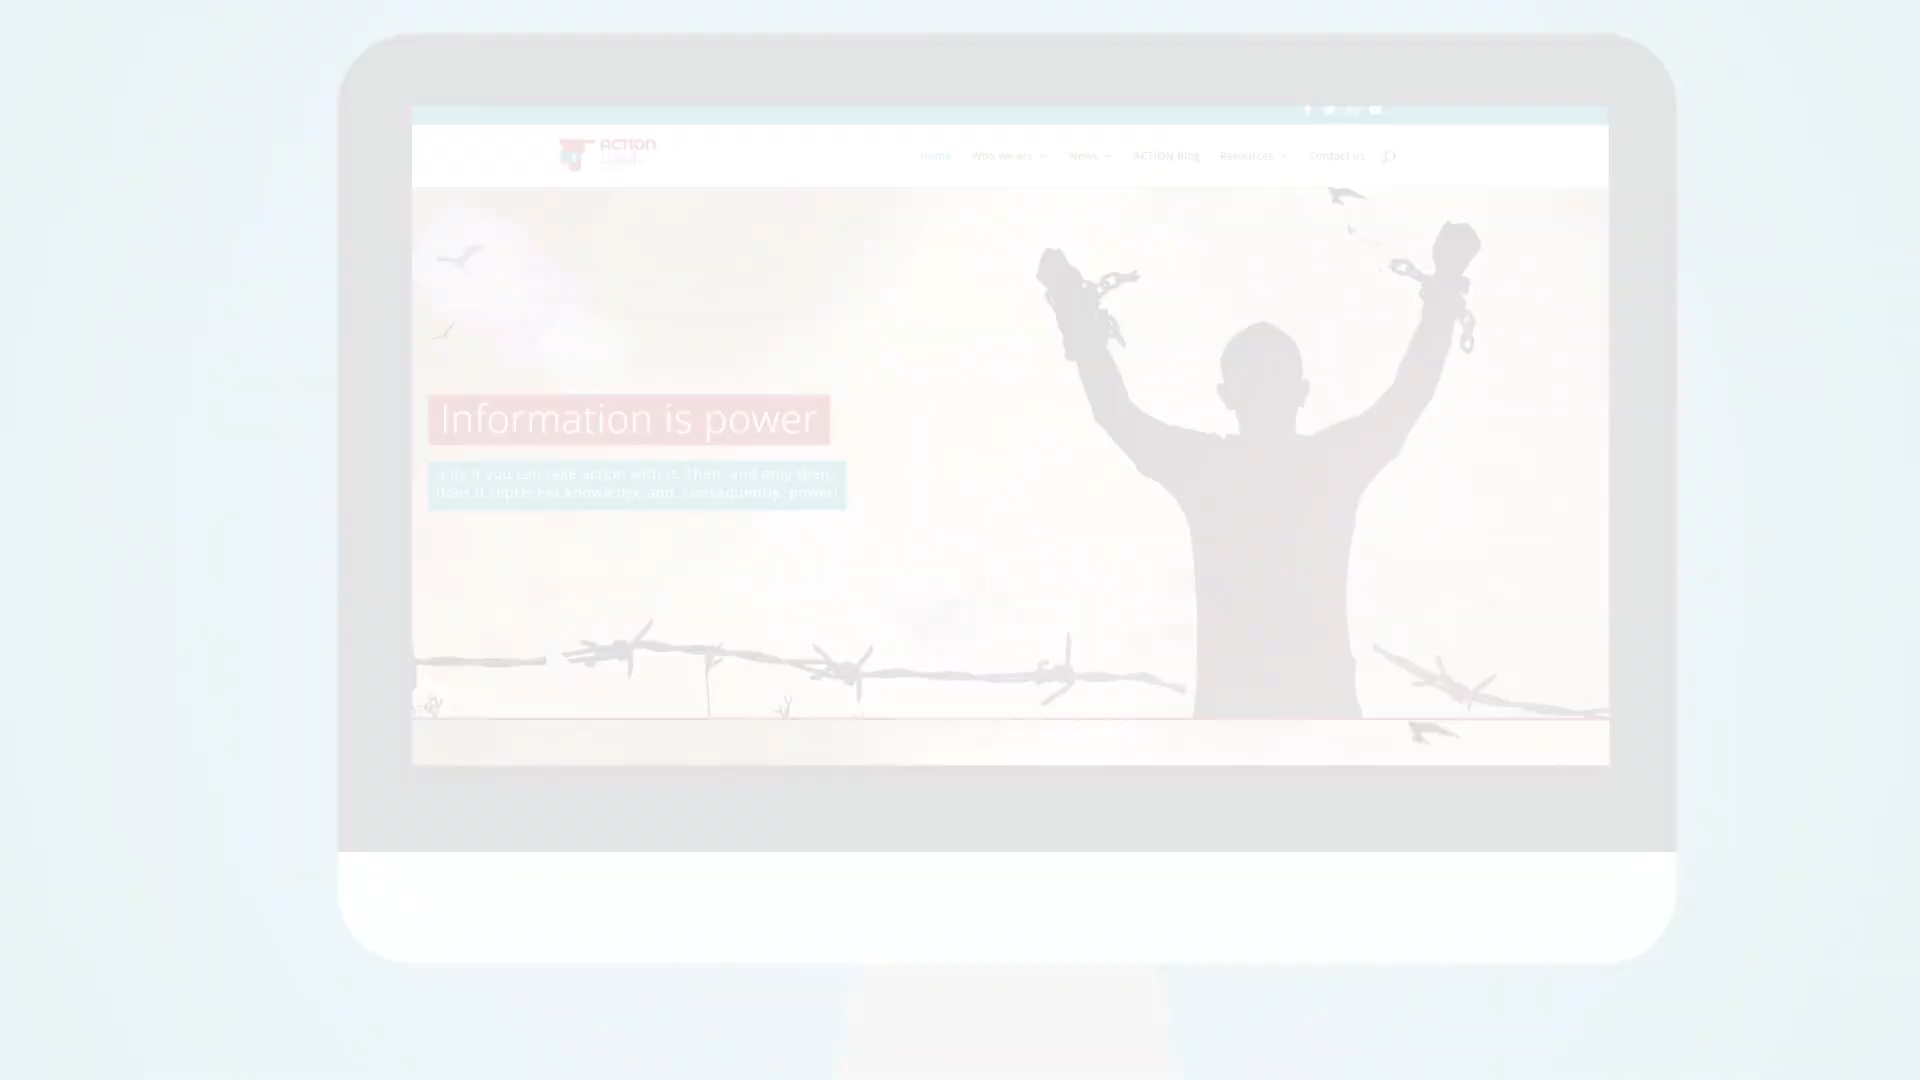 ACTION
Home Who we are News ACTION Blog Resources Contact us
Information is power
only if you can take action with it. Then, and only then,
does it represent knowledge and, consequently, power!